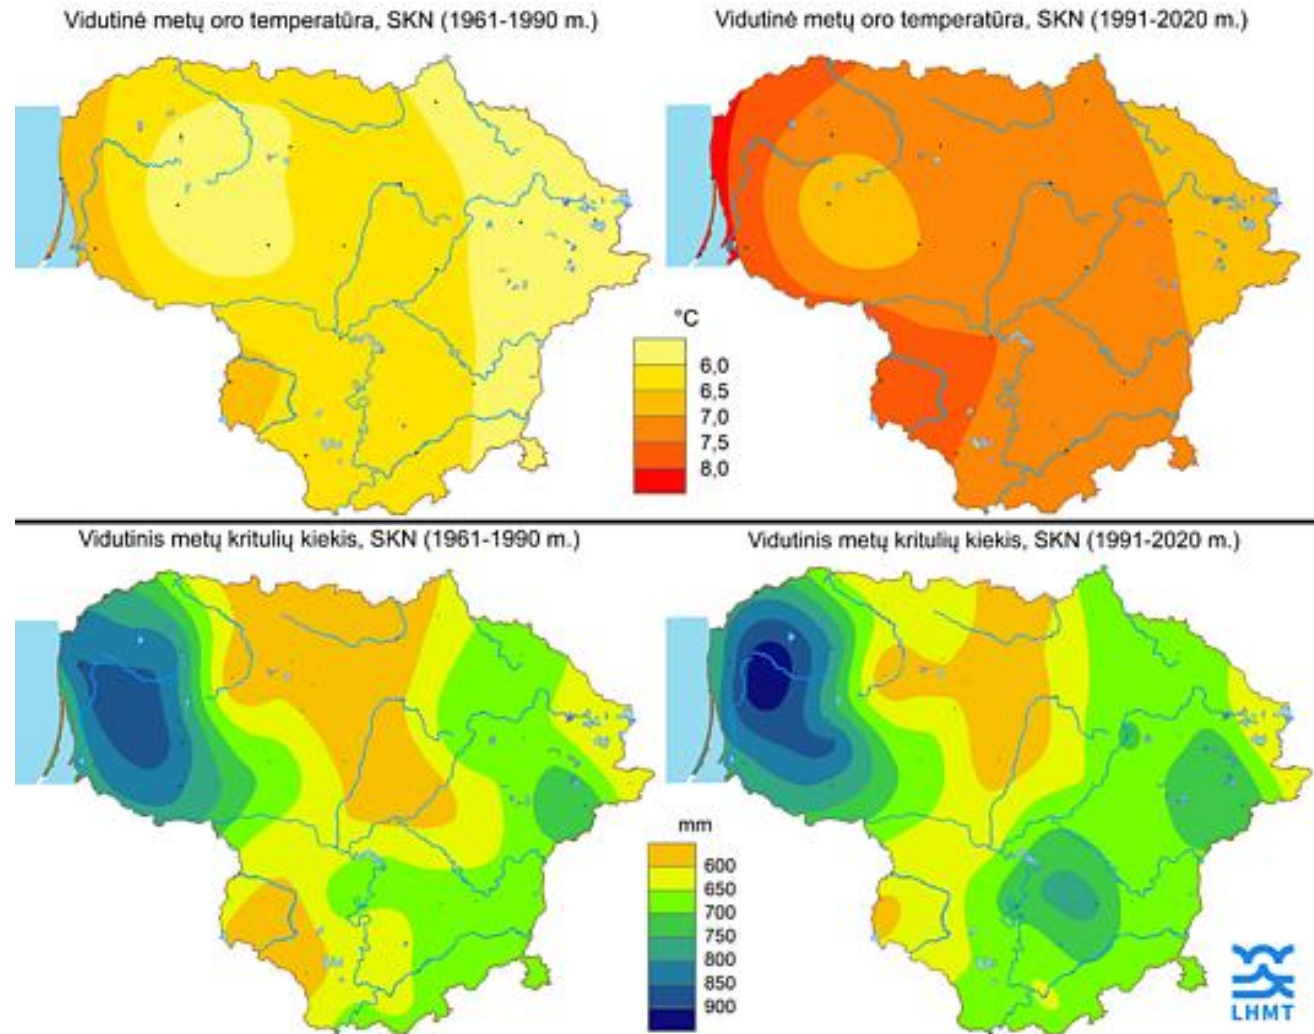 Vidutinė metų oro temperatūra, SKN (1961-1990 m.)
Vidutinė metų oro temperatūra, SKN (1991-2020 m.)
°C
6,0
6,5
7,0
7,5
8,0
Vidutinis metų kritulių kiekis, SKN (1961-1990 m.)
Vidutinis metų kritulių kiekis, SKN (1991-2020 m.)
mm
600
650
700
750
800
850
900
LHMT